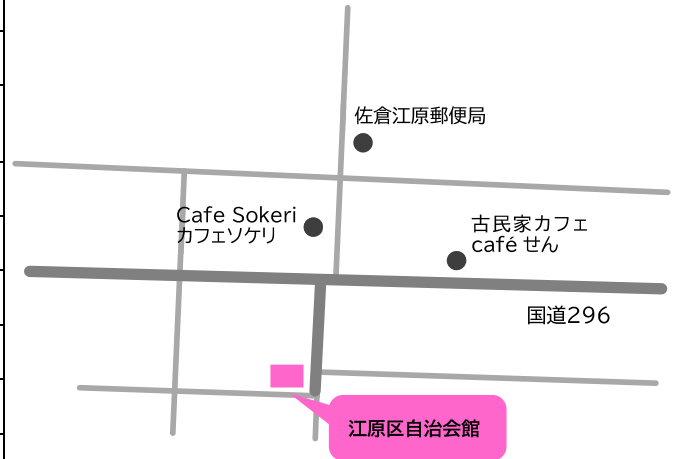 佐倉江原郵便局
Cafe Sokeri
カフェソケリ
古民家カフェ
café せん
国道296
江原区自治会館